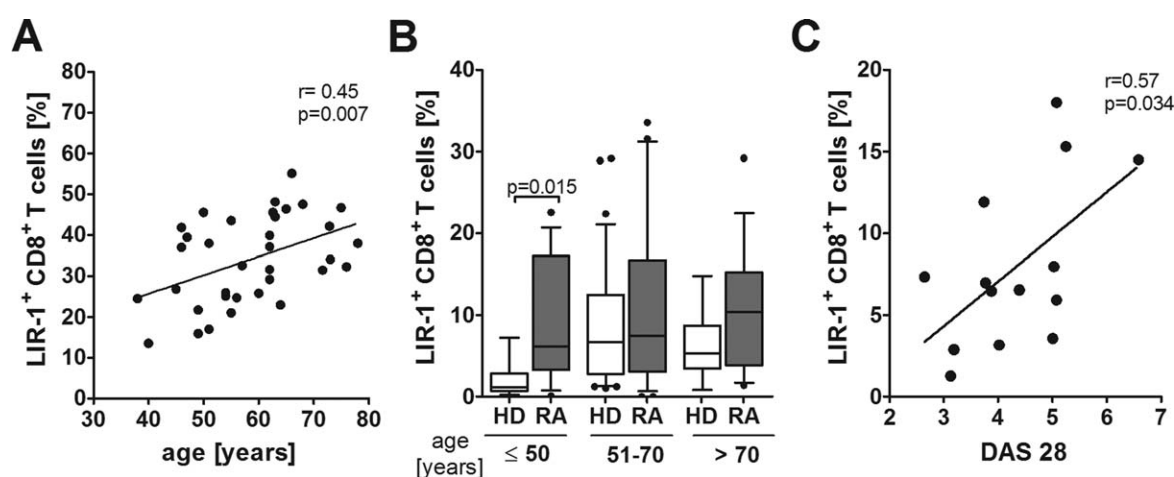 A
LIR-1+ CD8+ T cells [%]
80
70
60
50
40
30
20
10
0
30 40 50 60 70 80
age [years]
r= 0.45
p=0.007
B
LIR-1+ CD8+ T cells [%]
40
30
20
10
0
p=0.015
HD RA HD RA HD RA
age
[years]
≤ 50 51-70 > 70
C
LIR-1+ CD8+ T cells [%]
20
15
10
5
0
2 3 4 5 6 7
DAS 28
r=0.57
p=0.034